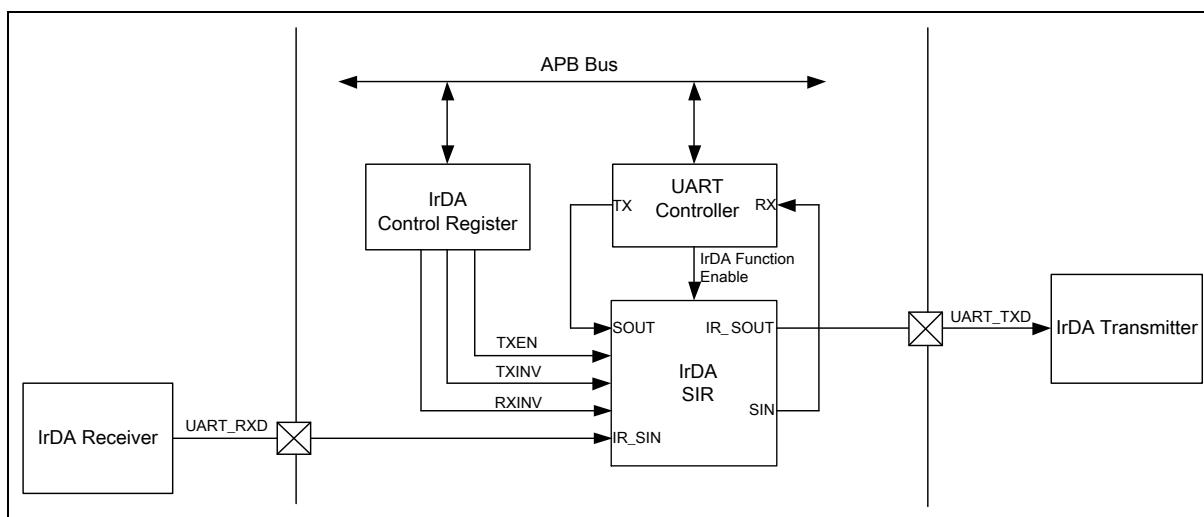 APB Bus
IrDA
Control Register
UART
Controller
TX
RX
IrDA Function
Enable
SOUT
IR_SOUT
UART_TXD
IrDA Transmitter
TXEN
TXINV
IrDA
SIR
RXINV
SIN
IrDA Receiver
UART_RXD
IR_SIN